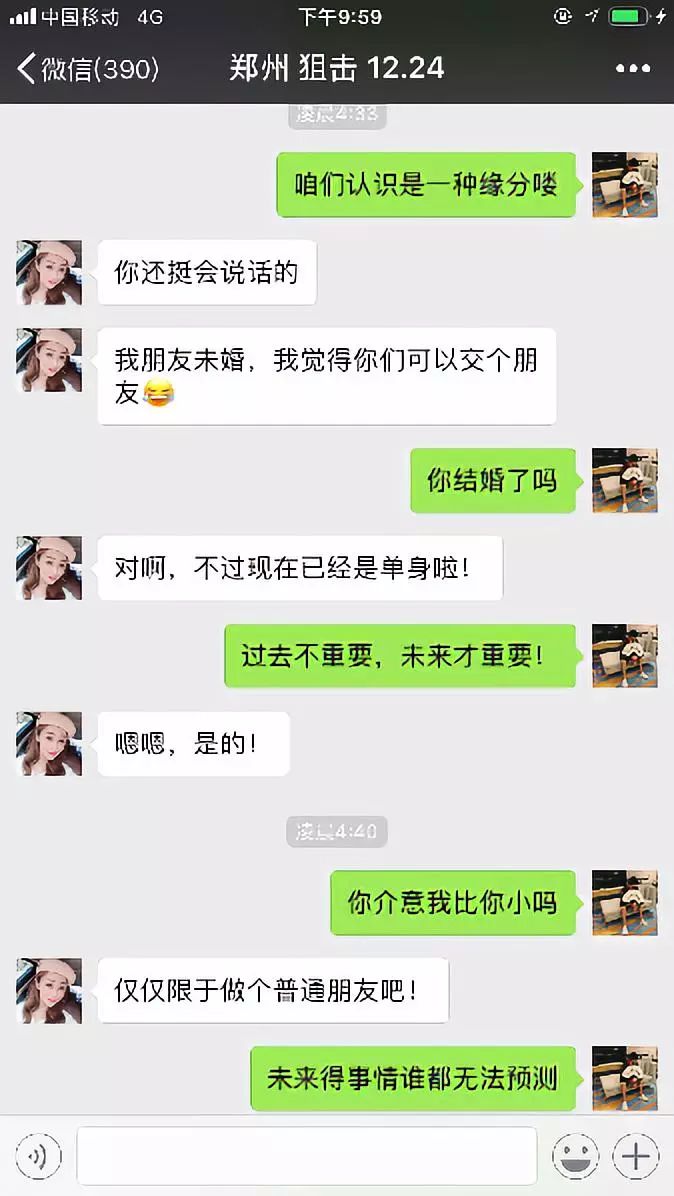 中国移动 4G 下午9:59
微信(390) 郑州 狙击 12.24
凌晨4:33
咱们认识是一种缘分喽
你还挺会说话的
我朋友未婚，我觉得你们可以交个朋
友😂
你结婚了吗
对啊，不过现在已经是单身啦！
过去不重要，未来才重要！
嗯嗯，是的！
凌晨4:40
你介意我比你小吗
仅仅限于做个普通朋友吧！
未来得事情谁都无法预测